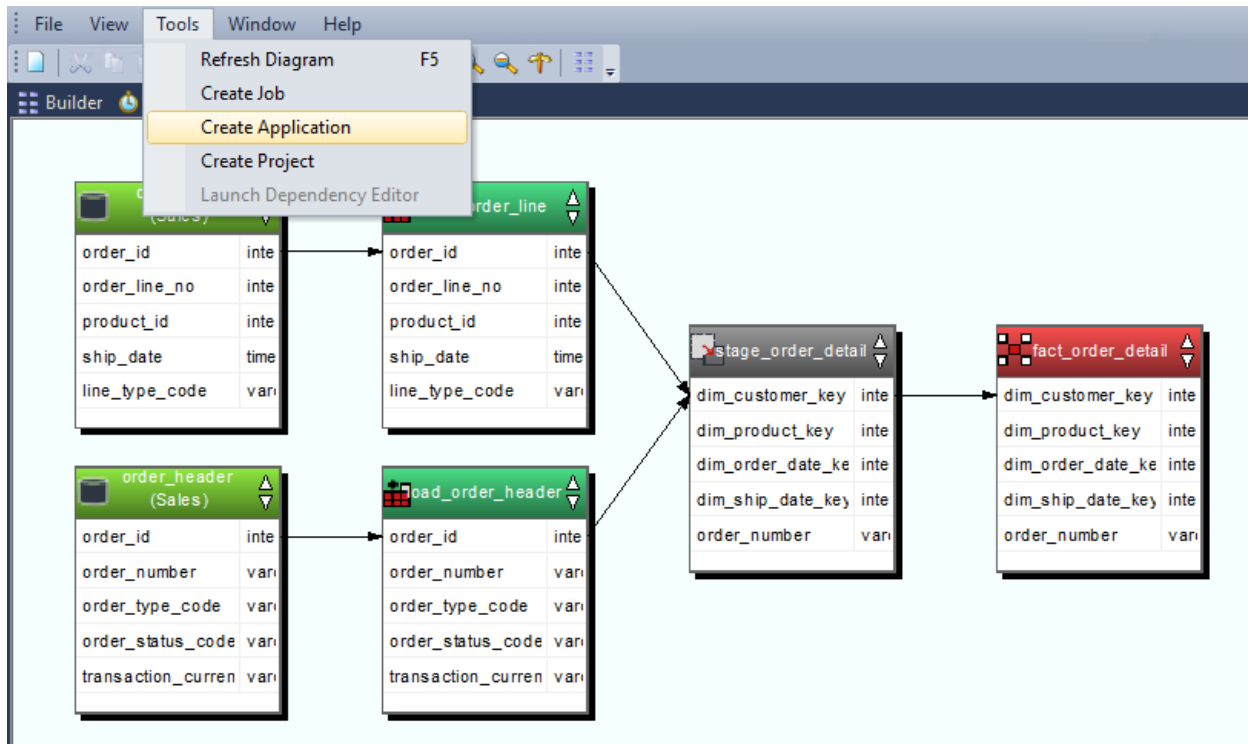 File View Tools Window Help
Refresh Diagram F5
Create Job
Create Application
Create Project
Launch Dependency Editor
Builder
(Sales)
order_id inte
order_line_no inte
product_id inte
ship_date time
line_type_code var
order_line
order_id inte
order_line_no inte
product_id inte
ship_date time
line_type_code var
order_header
(Sales)
order_id inte
order_number var
order_type_code var
order_status_code var
transaction_curren var
load_order_header
order_id inte
order_number var
order_type_code var
order_status_code var
transaction_curren var
stage_order_detail
dim_customer_key inte
dim_product_key inte
dim_order_date_ke inte
dim_ship_date_key inte
order_number var
fact_order_detail
dim_customer_key inte
dim_product_key inte
dim_order_date_ke inte
dim_ship_date_key inte
order_number var